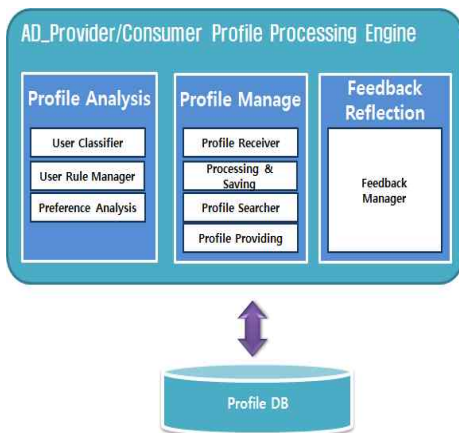 AD_Provider/Consumer Profile Processing Engine
Profile Analysis
User Classifier
User Rule Manager
Preference Analysis
Profile Manage
Profile Receiver
Processing &
Saving
Profile Searcher
Profile Providing
Feedback
Reflection
Feedback
Manager
Profile DB